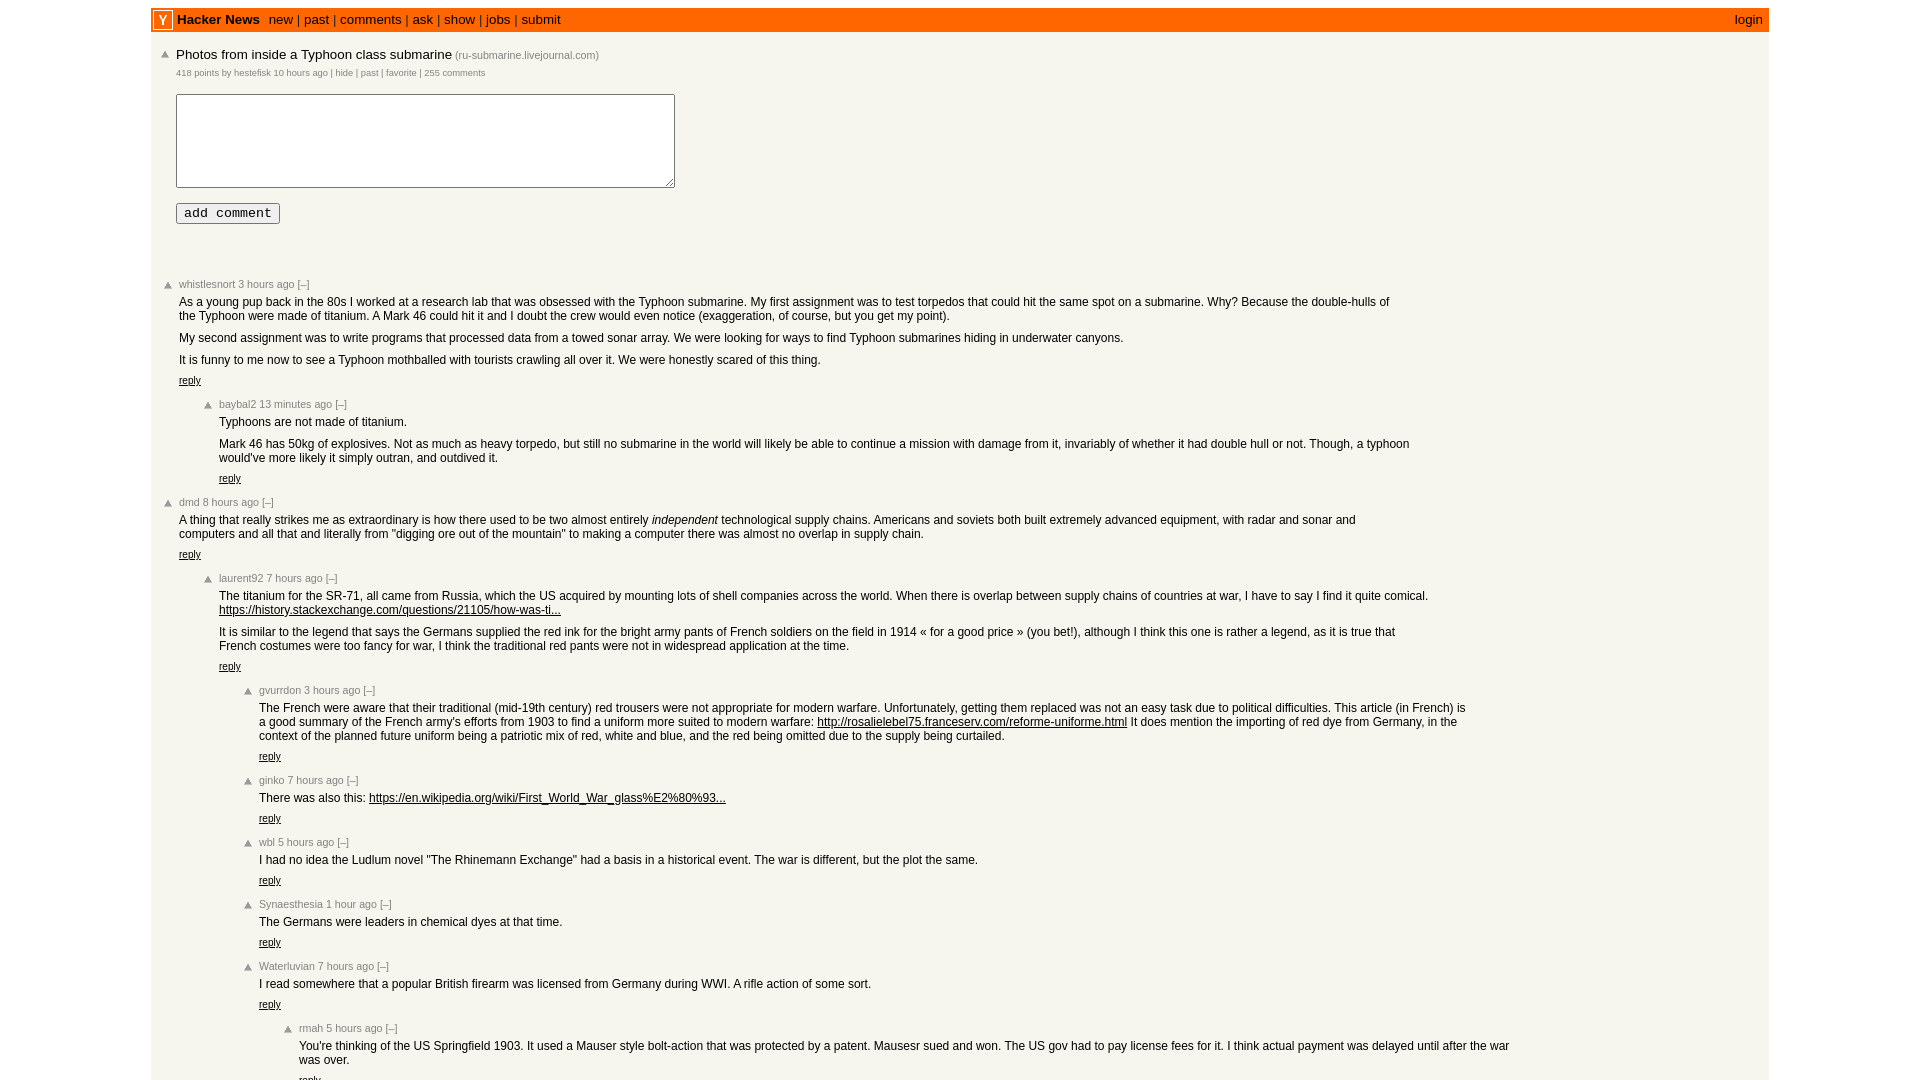 Y Hacker News new | past | comments | ask | show | jobs | submit login
Photos from inside a Typhoon class submarine (ru-submarine.livejournal.com)
418 points by hestefisk 10 hours ago | hide | past | favorite | 255 comments
add comment
whistlesnort 3 hours ago [–]
As a young pup back in the 80s I worked at a research lab that was obsessed with the Typhoon submarine. My first assignment was to test torpedos that could hit the same spot on a submarine. Why? Because the double-hulls of
the Typhoon were made of titanium. A Mark 46 could hit it and I doubt the crew would even notice (exaggeration, of course, but you get my point).
My second assignment was to write programs that processed data from a towed sonar array. We were looking for ways to find Typhoon submarines hiding in underwater canyons.
It is funny to me now to see a Typhoon mothballed with tourists crawling all over it. We were honestly scared of this thing.
reply
baybal2 13 minutes ago [–]
Typhoons are not made of titanium.
Mark 46 has 50kg of explosives. Not as much as heavy torpedo, but still no submarine in the world will likely be able to continue a mission with damage from it, invariably of whether it had double hull or not. Though, a typhoon
would've more likely it simply outran, and outdived it.
reply
dmd 8 hours ago [–]
A thing that really strikes me as extraordinary is how there used to be two almost entirely independent technological supply chains. Americans and soviets both built extremely advanced equipment, with radar and sonar and
computers and all that and literally from "digging ore out of the mountain" to making a computer there was almost no overlap in supply chain.
reply
laurent92 7 hours ago [–]
The titanium for the SR-71, all came from Russia, which the US acquired by mounting lots of shell companies across the world. When there is overlap between supply chains of countries at war, I have to say I find it quite comical.
https://history.stackexchange.com/questions/21105/how-was-ti...
It is similar to the legend that says the Germans supplied the red ink for the bright army pants of French soldiers on the field in 1914 « for a good price » (you bet!), although I think this one is rather a legend, as it is true that
French costumes were too fancy for war, I think the traditional red pants were not in widespread application at the time.
reply
gvurrdon 3 hours ago [–]
The French were aware that their traditional (mid-19th century) red trousers were not appropriate for modern warfare. Unfortunately, getting them replaced was not an easy task due to political difficulties. This article (in French) is
a good summary of the French army's efforts from 1903 to find a uniform more suited to modern warfare: http://rosalielebel75.franceserv.com/reforme-uniforme.html It does mention the importing of red dye from Germany, in the
context of the planned future uniform being a patriotic mix of red, white and blue, and the red being omitted due to the supply being curtailed.
reply
ginko 7 hours ago [–]
There was also this: https://en.wikipedia.org/wiki/First_World_War_glass%E2%80%93...
reply
wbl 5 hours ago [–]
I had no idea the Ludlum novel "The Rhinemann Exchange" had a basis in a historical event. The war is different, but the plot the same.
reply
Synaesthesia 1 hour ago [–]
The Germans were leaders in chemical dyes at that time.
reply
Waterluvian 7 hours ago [–]
I read somewhere that a popular British firearm was licensed from Germany during WWI. A rifle action of some sort.
reply
rmah 5 hours ago [–]
You're thinking of the US Springfield 1903. It used a Mauser style bolt-action that was protected by a patent. Mausesr sued and won. The US gov had to pay license fees for it. I think actual payment was delayed until after the war
was over.
reply